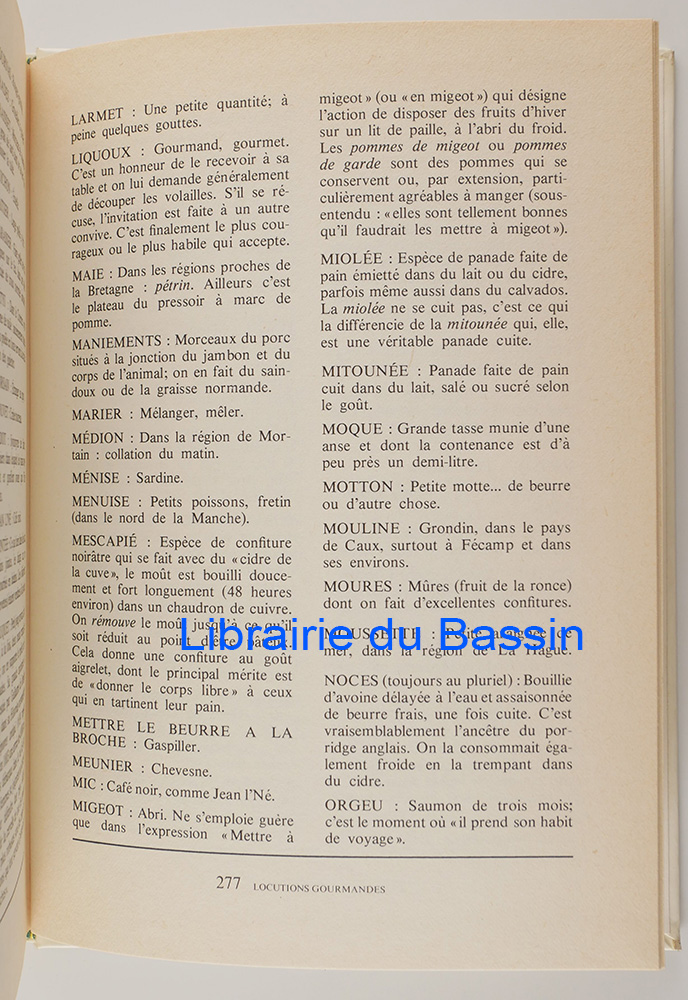 LARMET : Une petite quantité; à
peine quelques gouttes.
LIQUOUX : Gourmand, gourmet.
C'est un honneur de le recevoir à sa
table et on lui demande généralement
de découper les volailles. S'il se ré-
cuse, l'invitation est faite à un autre
convive. C'est finalement le plus cou-
rageux ou le plus habile qui accepte.
MAIE : Dans les régions proches de
la Bretagne : pétrin. Ailleurs c'est
le plateau du pressoir à marc de
pomme.
MANIEMENTS : Morceaux du porc
situés à la jonction du jambon et du
corps de l'animal; on en fait du sain-
doux ou de la graisse normande.
MARIER : Mélanger, mêler.
MÉDION : Dans la région de Mor-
tain : collation du matin.
MÉNISE : Sardine.
MENUISE : Petits poissons, fretin
(dans le nord de la Manche).
MESCAPIÉ : Espèce de confiture
noirâtre qui se fait avec du « cidre de
la cuve », le moût est bouilli douce-
ment et fort longuement (48 heures
environ) dans un chaudron de cuivre.
On rémouve le moût jusqu'à ce qu'il
soit réduit au point d'être pâteux.
Cela donne une confiture au goût
aigrelet, dont le principal mérite est
de « donner le corps libre » à ceux
qui en tartinent leur pain.
METTRE LE BEURRE A LA
BROCHE : Gaspiller.
MEUNIER : Chevesne.
MIC : Café noir, comme Jean l'Né.
MIGEOT : Abri. Ne s'emploie guère
que dans l'expression « Mettre à
migeot » (ou « en migeot ») qui désigne
l'action de disposer des fruits d'hiver
sur un lit de paille, à l'abri du froid.
Les pommes de migeot ou pommes
de garde sont des pommes qui se
conservent ou, par extension, parti-
culièrement agréables à manger (sous-
entendu : « elles sont tellement bonnes
qu'il faudrait les mettre à migeot »).
MIOLÉE : Espèce de panade faite de
pain émietté dans du lait ou du cidre,
parfois même aussi dans du calvados.
La miolée ne se cuit pas, c'est ce qui
la différencie de la mitounée qui, elle,
est une véritable panade cuite.
MITOUNÉE : Panade faite de pain
cuit dans du lait, salé ou sucré selon
le goût.
MOQUE : Grande tasse munie d'une
anse et dont la contenance est d'à
peu près un demi-litre.
MOTTON : Petite motte... de beurre
ou d'autre chose.
MOULINE : Grondin, dans le pays
de Caux, surtout à Fécamp et dans
ses environs.
MOURES : Mûres (fruit de la ronce)
dont on fait d'excellentes confitures.
MOUSSETTE : Petite araignée de
mer, dans la région de La Hague.
NOCES (toujours au pluriel) : Bouillie
d'avoine délayée à l'eau et assaisonnée
de beurre frais, une fois cuite. C'est
vraisemblablement l'ancêtre du por-
ridge anglais. On la consommait éga-
lement froide en la trempant dans
du cidre.
ORGEU : Saumon de trois mois;
c'est le moment où « il prend son habit
de voyage ».
277 LOCUTIONS GOURMANDES
Librairie du Bassin